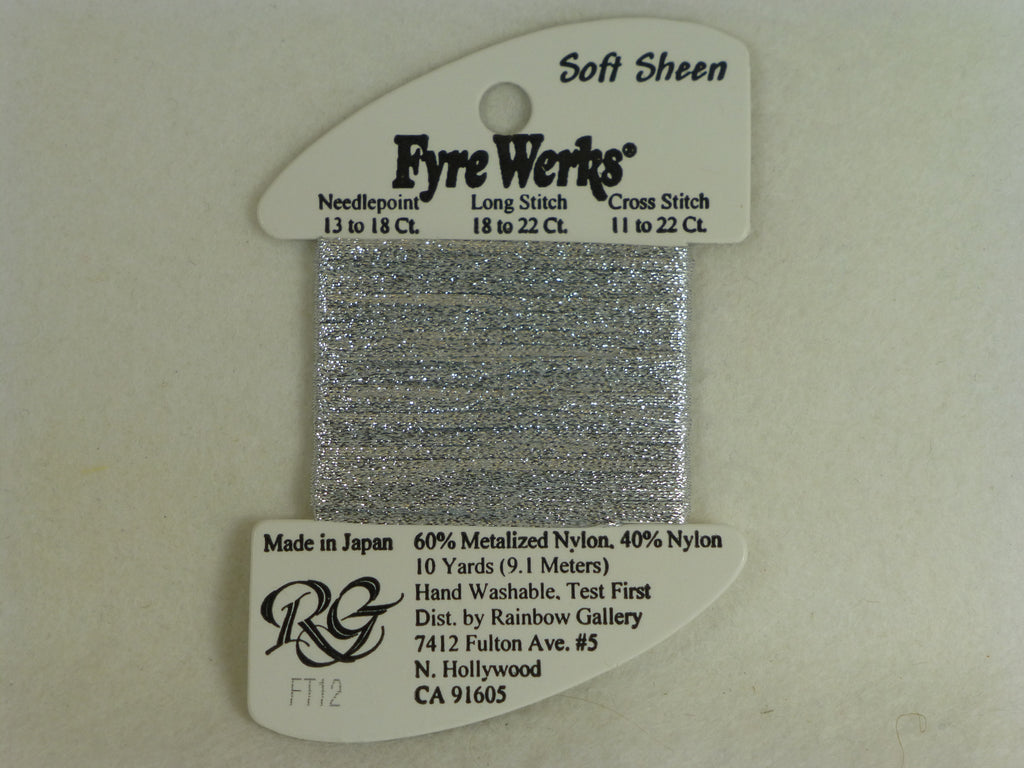 Soft Sheen
Fyre Werks®
Needlepoint Long Stitch Cross Stitch
13 to 18 Ct. 18 to 22 Ct. 11 to 22 Ct.
Made in Japan 60% Metalized Nylon, 40% Nylon
10 Yards (9.1 Meters)
Hand Washable, Test First
Dist. by Rainbow Gallery
7412 Fulton Ave. #5
N. Hollywood
CA 91605
RG
FT12